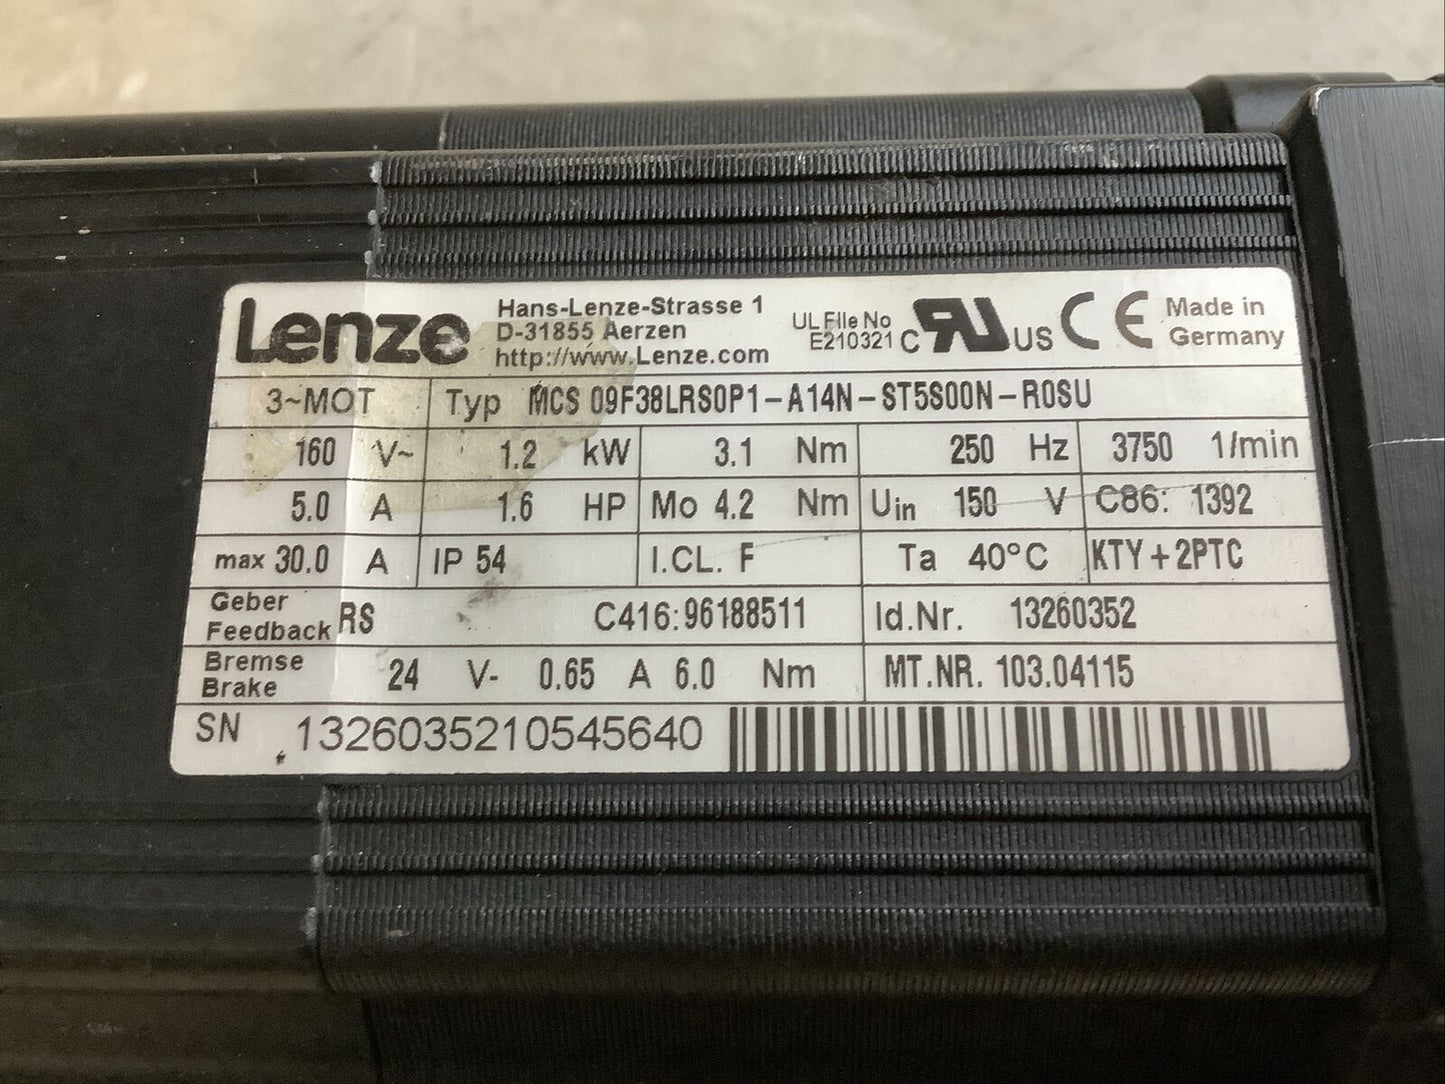 Lenze
Hans-Lenze-Strasse 1
D-31855 Aerzen
http://www.Lenze.com
UL File No
E210321
C RU US
CE
Made in
Germany
3~MOT Typ MCS 09F38LRS0P1-A14N-ST5S00N-R0SU
160 V~ 1.2 kW 3.1 Nm 250 Hz 3750 1/min
5.0 A 1.6 HP Mo 4.2 Nm Uin 150 V C86: 1392
max 30.0 A IP 54 I.CL. F Ta 40°C KTY+2PTC
Geber
Feedback RS C416:96188511 Id.Nr. 13260352
Bremse
Brake 24 V- 0.65 A 6.0 Nm MT.NR. 103.04115
SN 1326035210545640